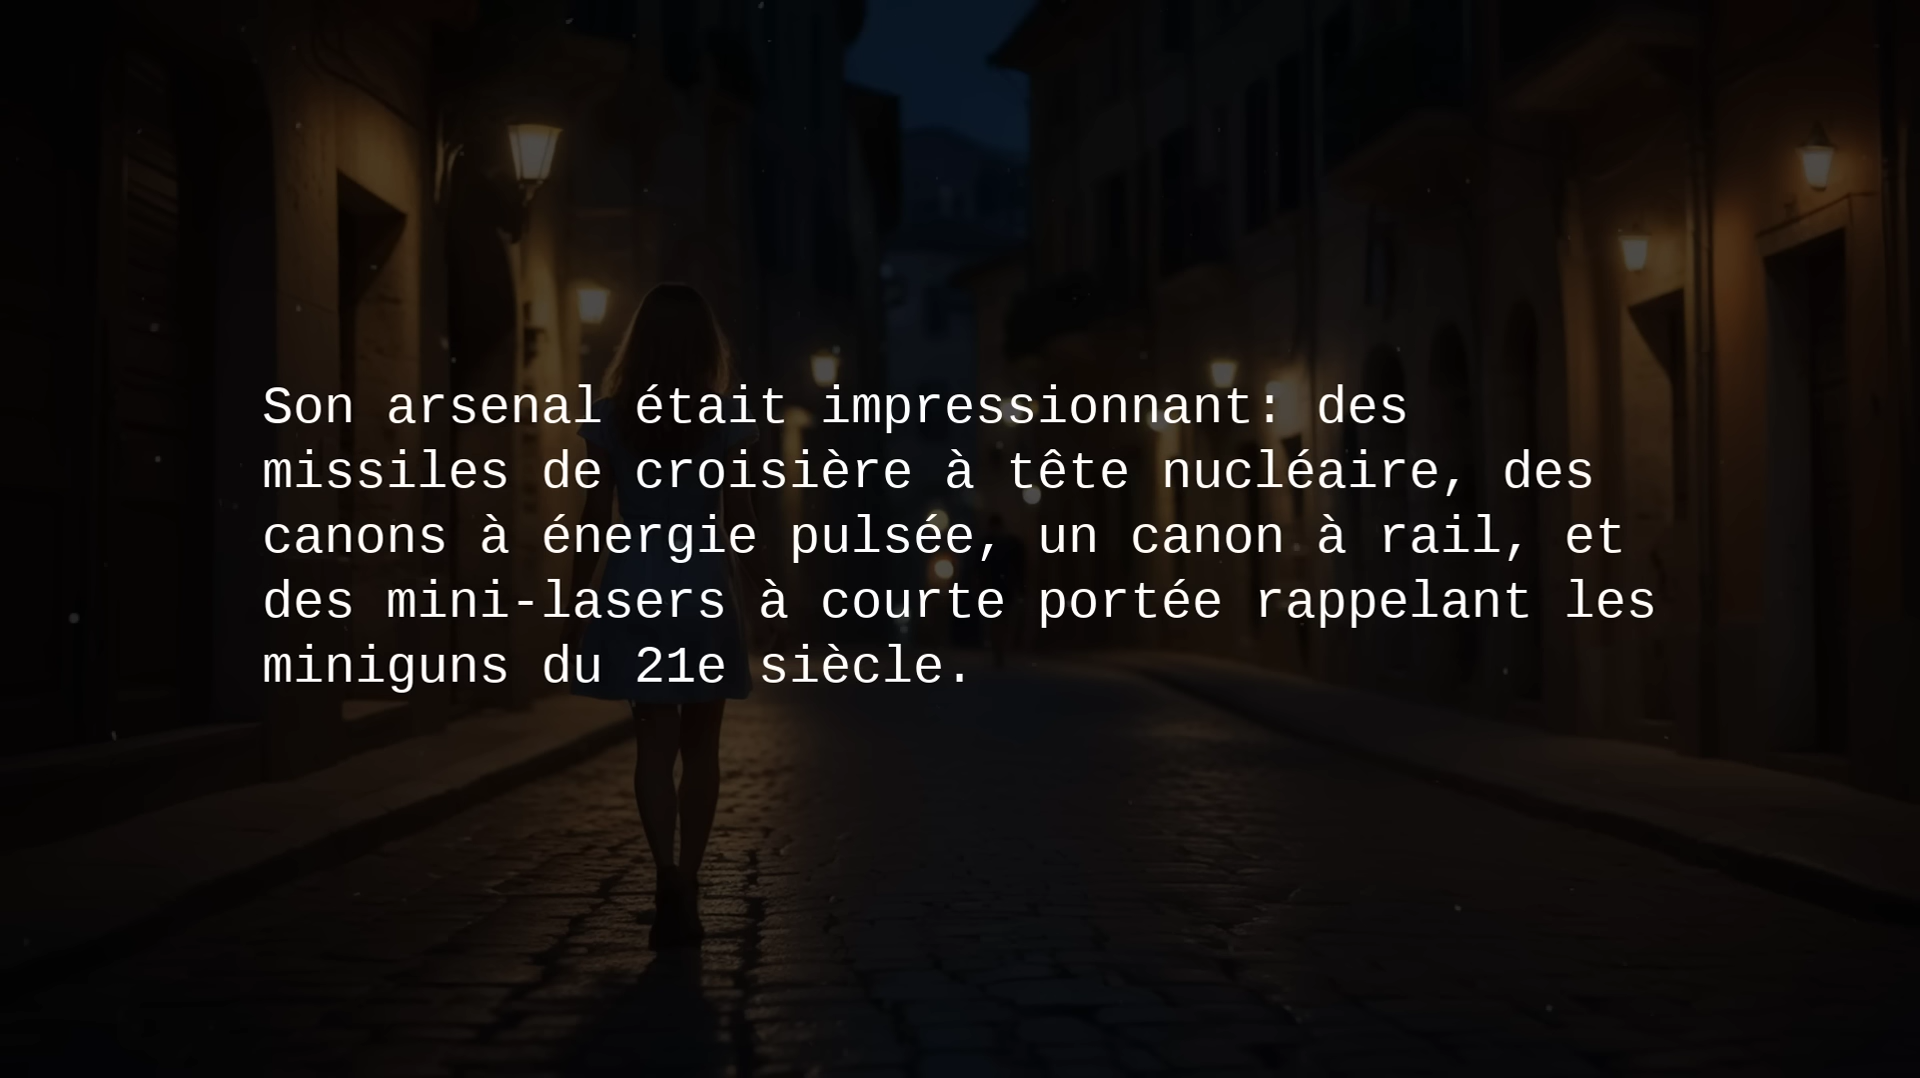 Son arsenal était impressionnant: des
missiles de croisière à tête nucléaire, des
canons à énergie pulsée, un canon à rail, et
des mini-lasers à courte portée rappelant les
miniguns du 21e siècle.